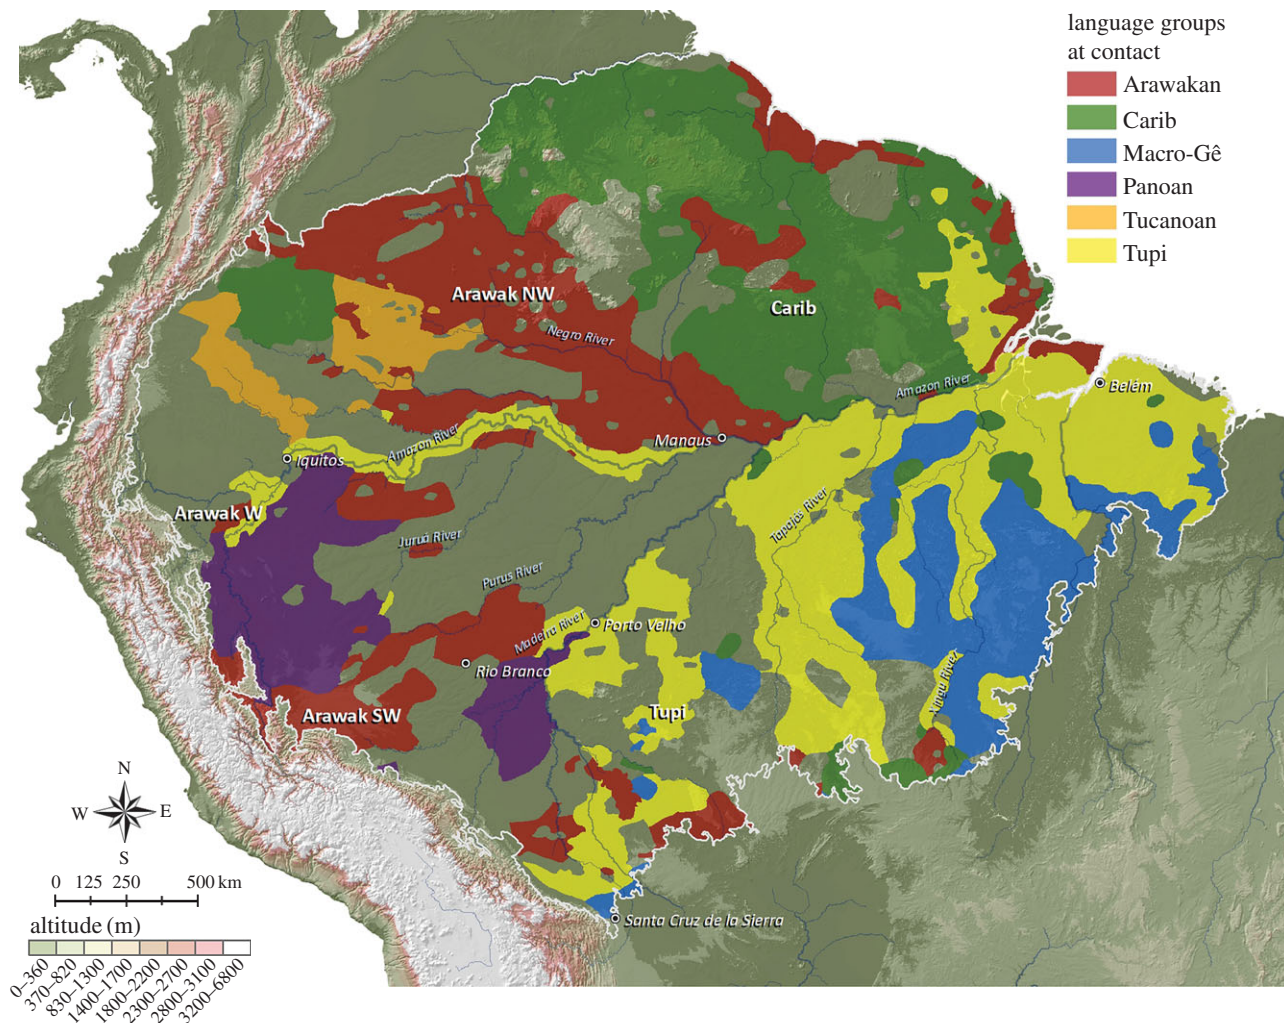 language groups
at contact
Arawakan
Carib
Macro-Gê
Panoan
Tucanoan
Tupi
Arawak NW
Carib
Negro River
Amazon River
Belém
Manaus
Amazon River
Iquitos
Arawak W
Tapajós River
Juruá River
Purus River
Madeira River
Porto Velho
Rio Branco
Xingu River
Arawak SW
Tupi
N
W
E
S
0 125 250 500 km
Santa Cruz de la Sierra
altitude (m)
0–360
370–820
830–1300
1400–1700
1800–2200
2300–2700
2800–3100
3200–6800